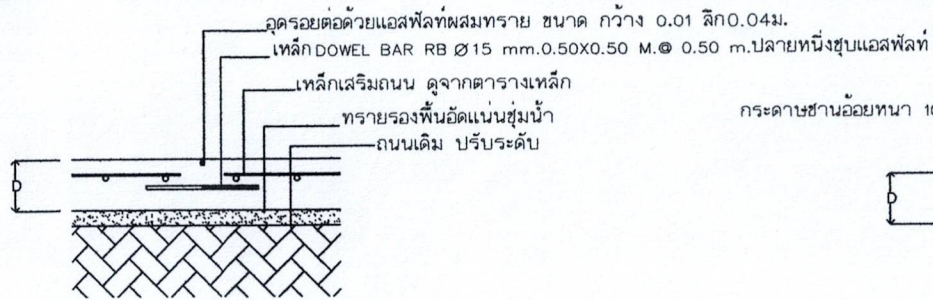 อุดรอยต่อด้วยแอสฟัลท์ผสมทราย ขนาด กว้าง 0.01 ลึก0.04ม.
เหล็กDOWEL BAR RB Ø15 mm.0.50X0.50 M.@ 0.50 m.ปลายหนึ่งชุบแอสฟัลท์
เหล็กเสริมถนน ดูจากตารางเหล็ก
ทรายรองพื้นอัดแน่นชุ่มน้ำ
กระดาษชานอ้อยหนา
ถนนเดิม ปรับระดับ
D
D